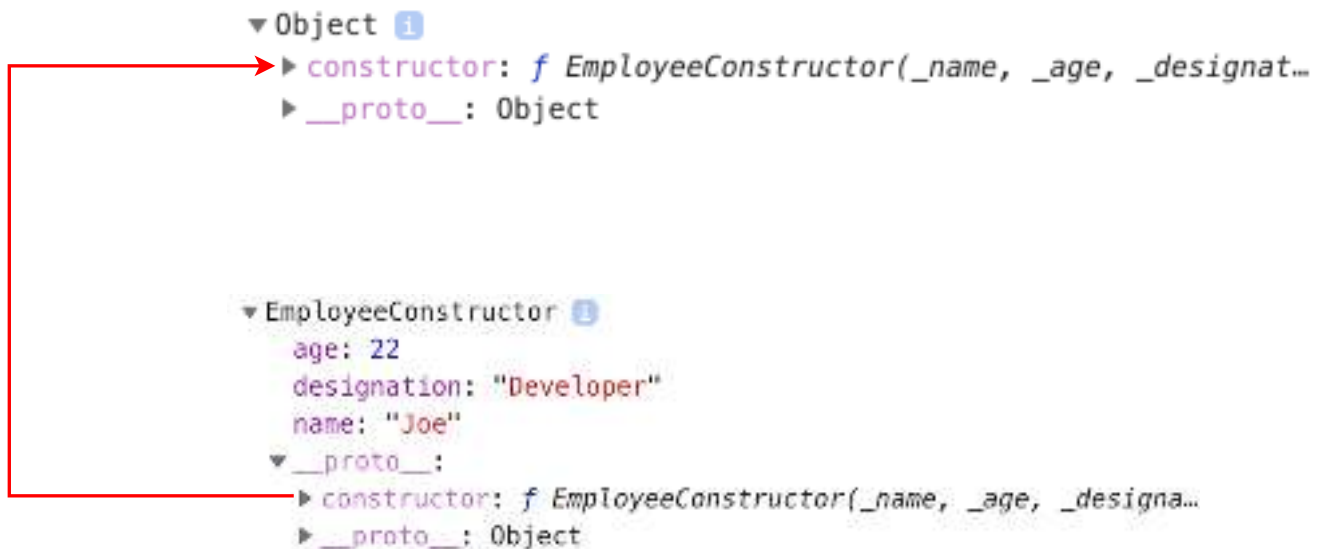 ▼Object i
▶constructor: ƒ EmployeeConstructor(_name, _age, _designat…
▶__proto__: Object
▼EmployeeConstructor i
age: 22
designation: "Developer"
name: "Joe"
▼__proto__:
▶constructor: ƒ EmployeeConstructor(_name, _age, _designa…
▶__proto__: Object